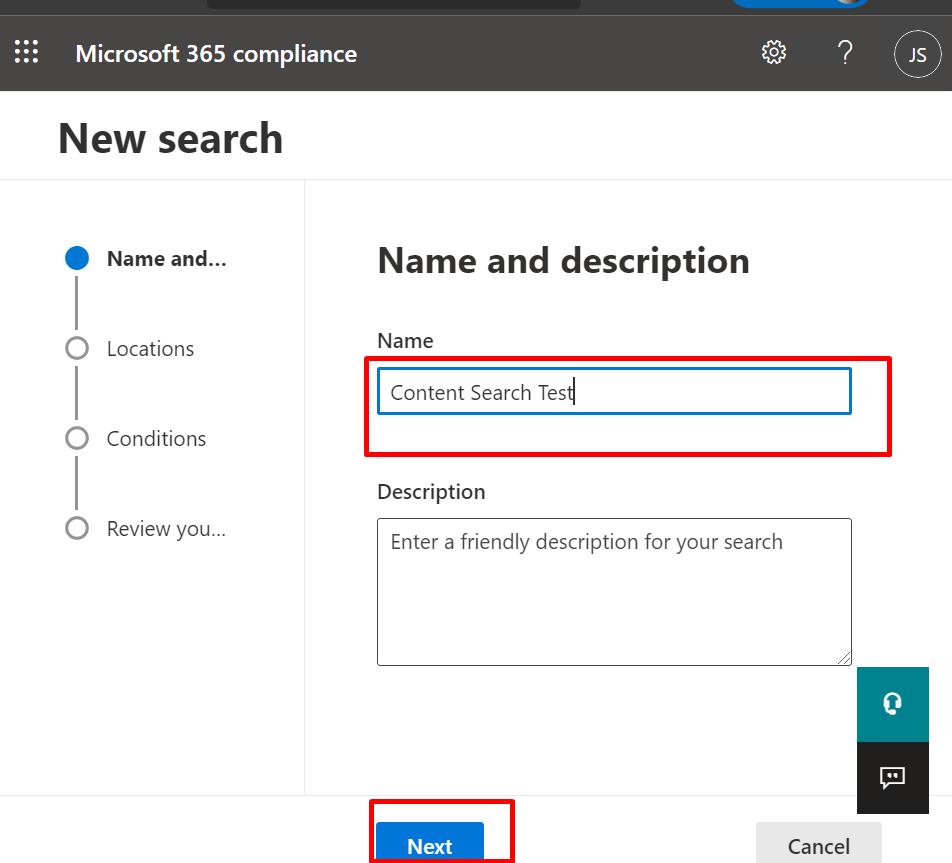 Microsoft 365 compliance
JS
New search
Name and...
Locations
Conditions
Review you...
Name and description
Name
Content Search Test
Description
Enter a friendly description for your search
Next
Cancel